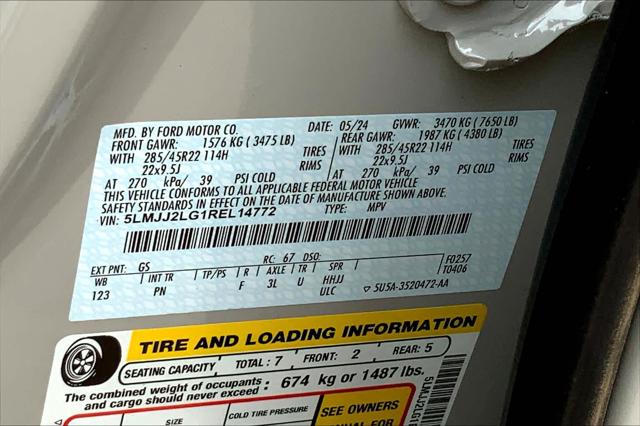 MFD. BY FORD MOTOR CO. DATE: 05/24 GVWR: 3470 KG (7650 LB)
FRONT GAWR: 1576 KG (3475 LB) REAR GAWR: 1987 KG (4380 LB)
WITH 285/45R22 114H TIRES WITH 285/45R22 114H TIRES
22x9.5J RIMS 22x9.5J RIMS
AT 270 kPa/ 39 PSI COLD AT 270 kPa/ 39 PSI COLD
THIS VEHICLE CONFORMS TO ALL APPLICABLE FEDERAL MOTOR VEHICLE
SAFETY STANDARDS IN EFFECT ON THE DATE OF MANUFACTURE SHOWN ABOVE.
VIN: 5LMJJ2LG1REL14772 TYPE: MPV
EXT PNT: GS RC: 67 DSO: F0257
WB INT TR TP/PS R AXLE TR SPR T0406
123 PN F 3L U HHJJ
ULC ▽ 5U5A-3520472-AA
TIRE AND LOADING INFORMATION
SEATING CAPACITY TOTAL: 7 FRONT: 2 REAR: 5
The combined weight of occupants and cargo should never exceed : 674 kg or 1487 lbs.
SIZE COLD TIRE PRESSURE SEE OWNERS
MANUAL FOR